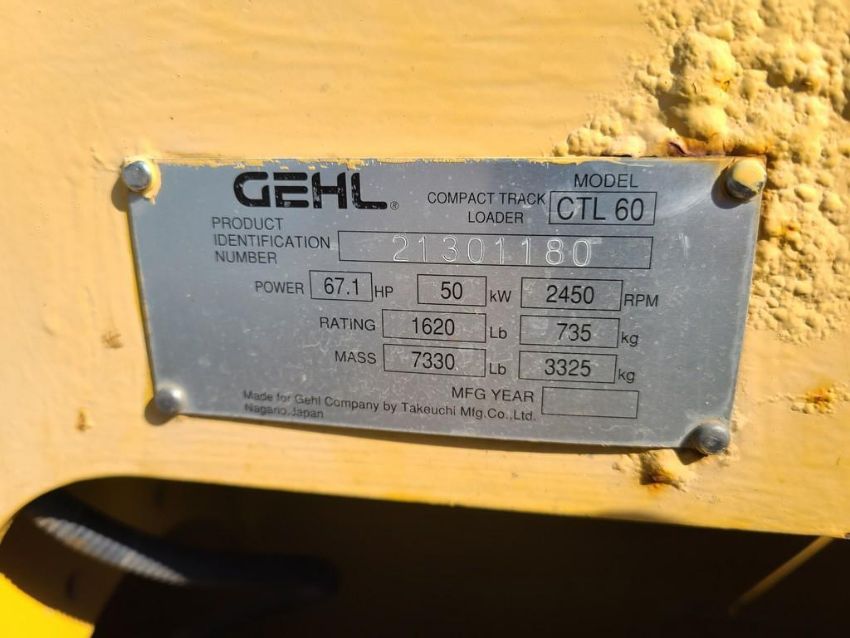 GEHL®
COMPACT TRACK LOADER
MODEL
CTL 60
PRODUCT IDENTIFICATION NUMBER
21301180
POWER 67.1 HP 50 kW 2450 RPM
RATING 1620 Lb 735 kg
MASS 7330 Lb 3325 kg
MFG YEAR
Made for Gehl Company by Takeuchi Mfg.Co.,Ltd.
Nagano,Japan